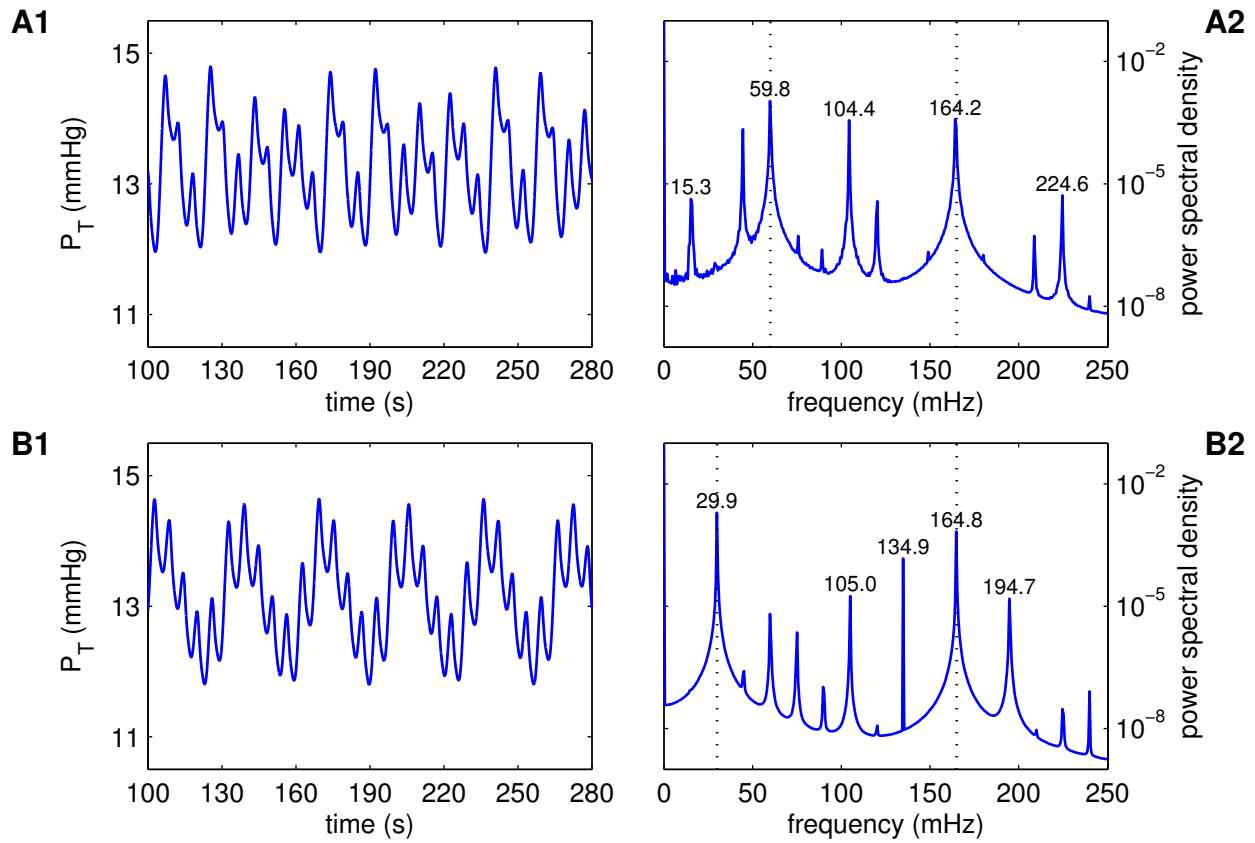 A1
A2
15
13
11
P_T (mmHg)
100 130 160 190 220 250 280
time (s)
59.8
104.4
164.2
15.3
224.6
10^-2
10^-5
10^-8
power spectral density
0 50 100 150 200 250
frequency (mHz)
B1
B2
15
13
11
P_T (mmHg)
100 130 160 190 220 250 280
time (s)
29.9
164.8
134.9
105.0
194.7
10^-2
10^-5
10^-8
power spectral density
0 50 100 150 200 250
frequency (mHz)